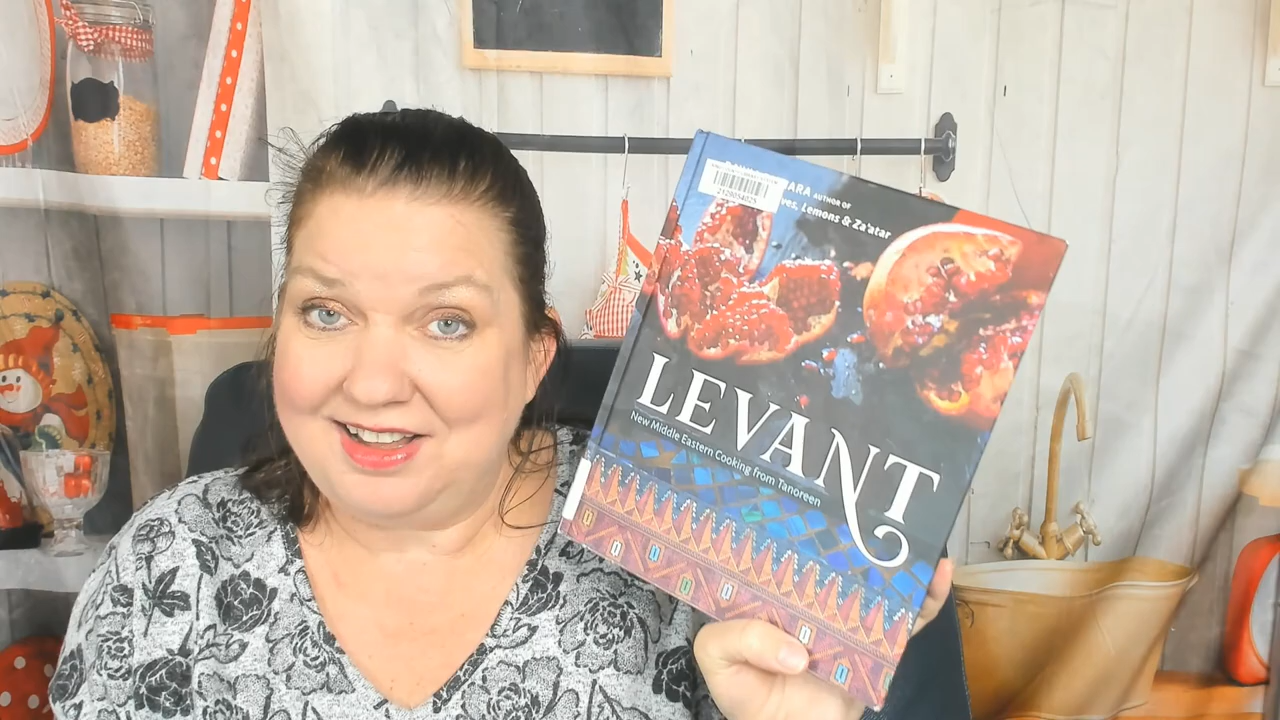 ARA AUTHOR OF
ves, Lemons & Za'atar
LEVANT
New Middle Eastern Cooking from Tanoreen